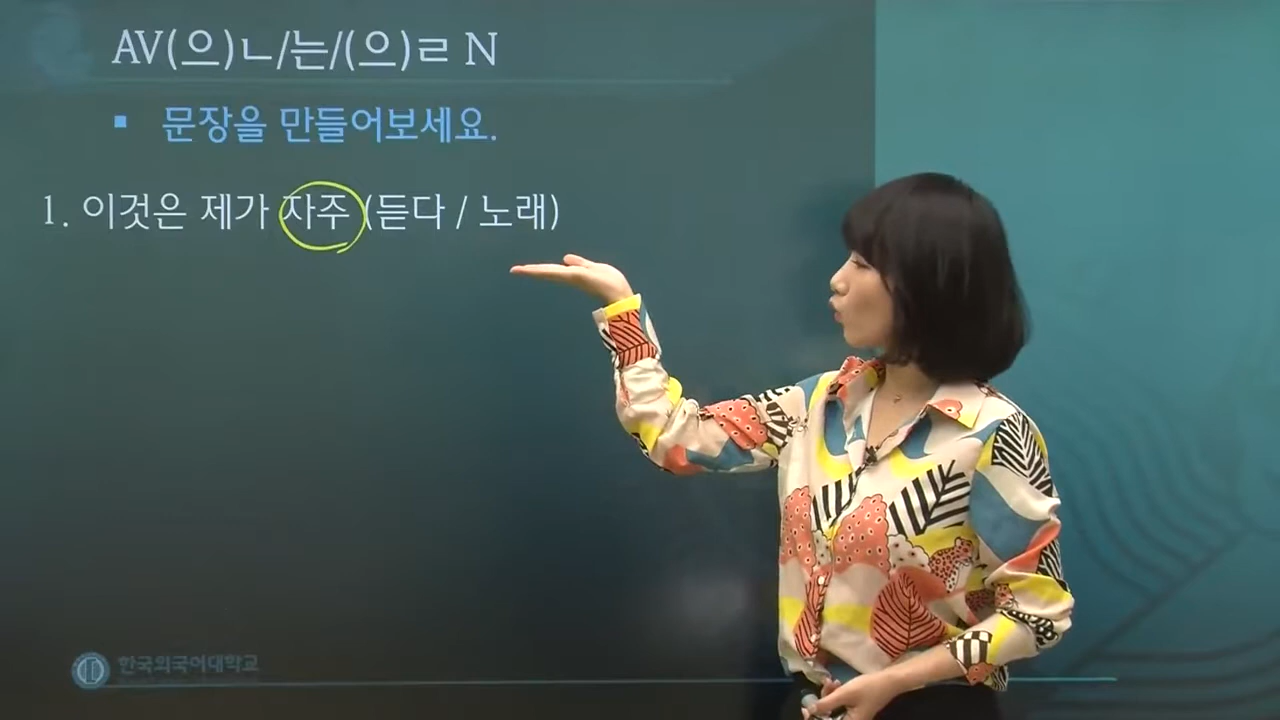 AV(으)ㄴ/는/(으)ㄹ N
▪ 문장을 만들어보세요.
1. 이것은 제가 자주 (듣다 / 노래)
한국외국어대학교